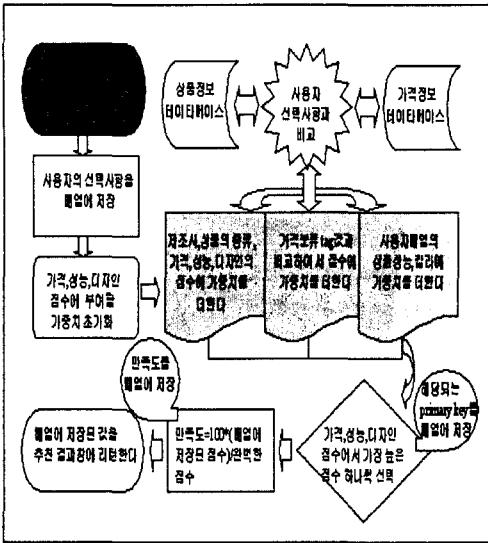 상품정보
데이타베이스
사용자
선택사항과
비교
가격정보
데이타베이스
사용자의 선택사항을
배열에 저장
가격,성능,디자인
점수에 부여할
가중치 초기화
제조사,상품의 종류,
가격,성능,디자인의
점수에 가중치를
더한다
가격분류 tag값과
비교하여서 점수에
가중치를 더한다
사용자배열의
상품성능,칼라에
가중치를 더한다
만족도를
배열에 저장
해당되는
primary key를
배열에 저장
배열에 저장된 값을
추천 결과창에 리턴한다
만족도=100*(배열에
저장된 점수)/완벽한
점수
가격,성능,디자인
점수에서 가장 높은
점수 하나씩 선택